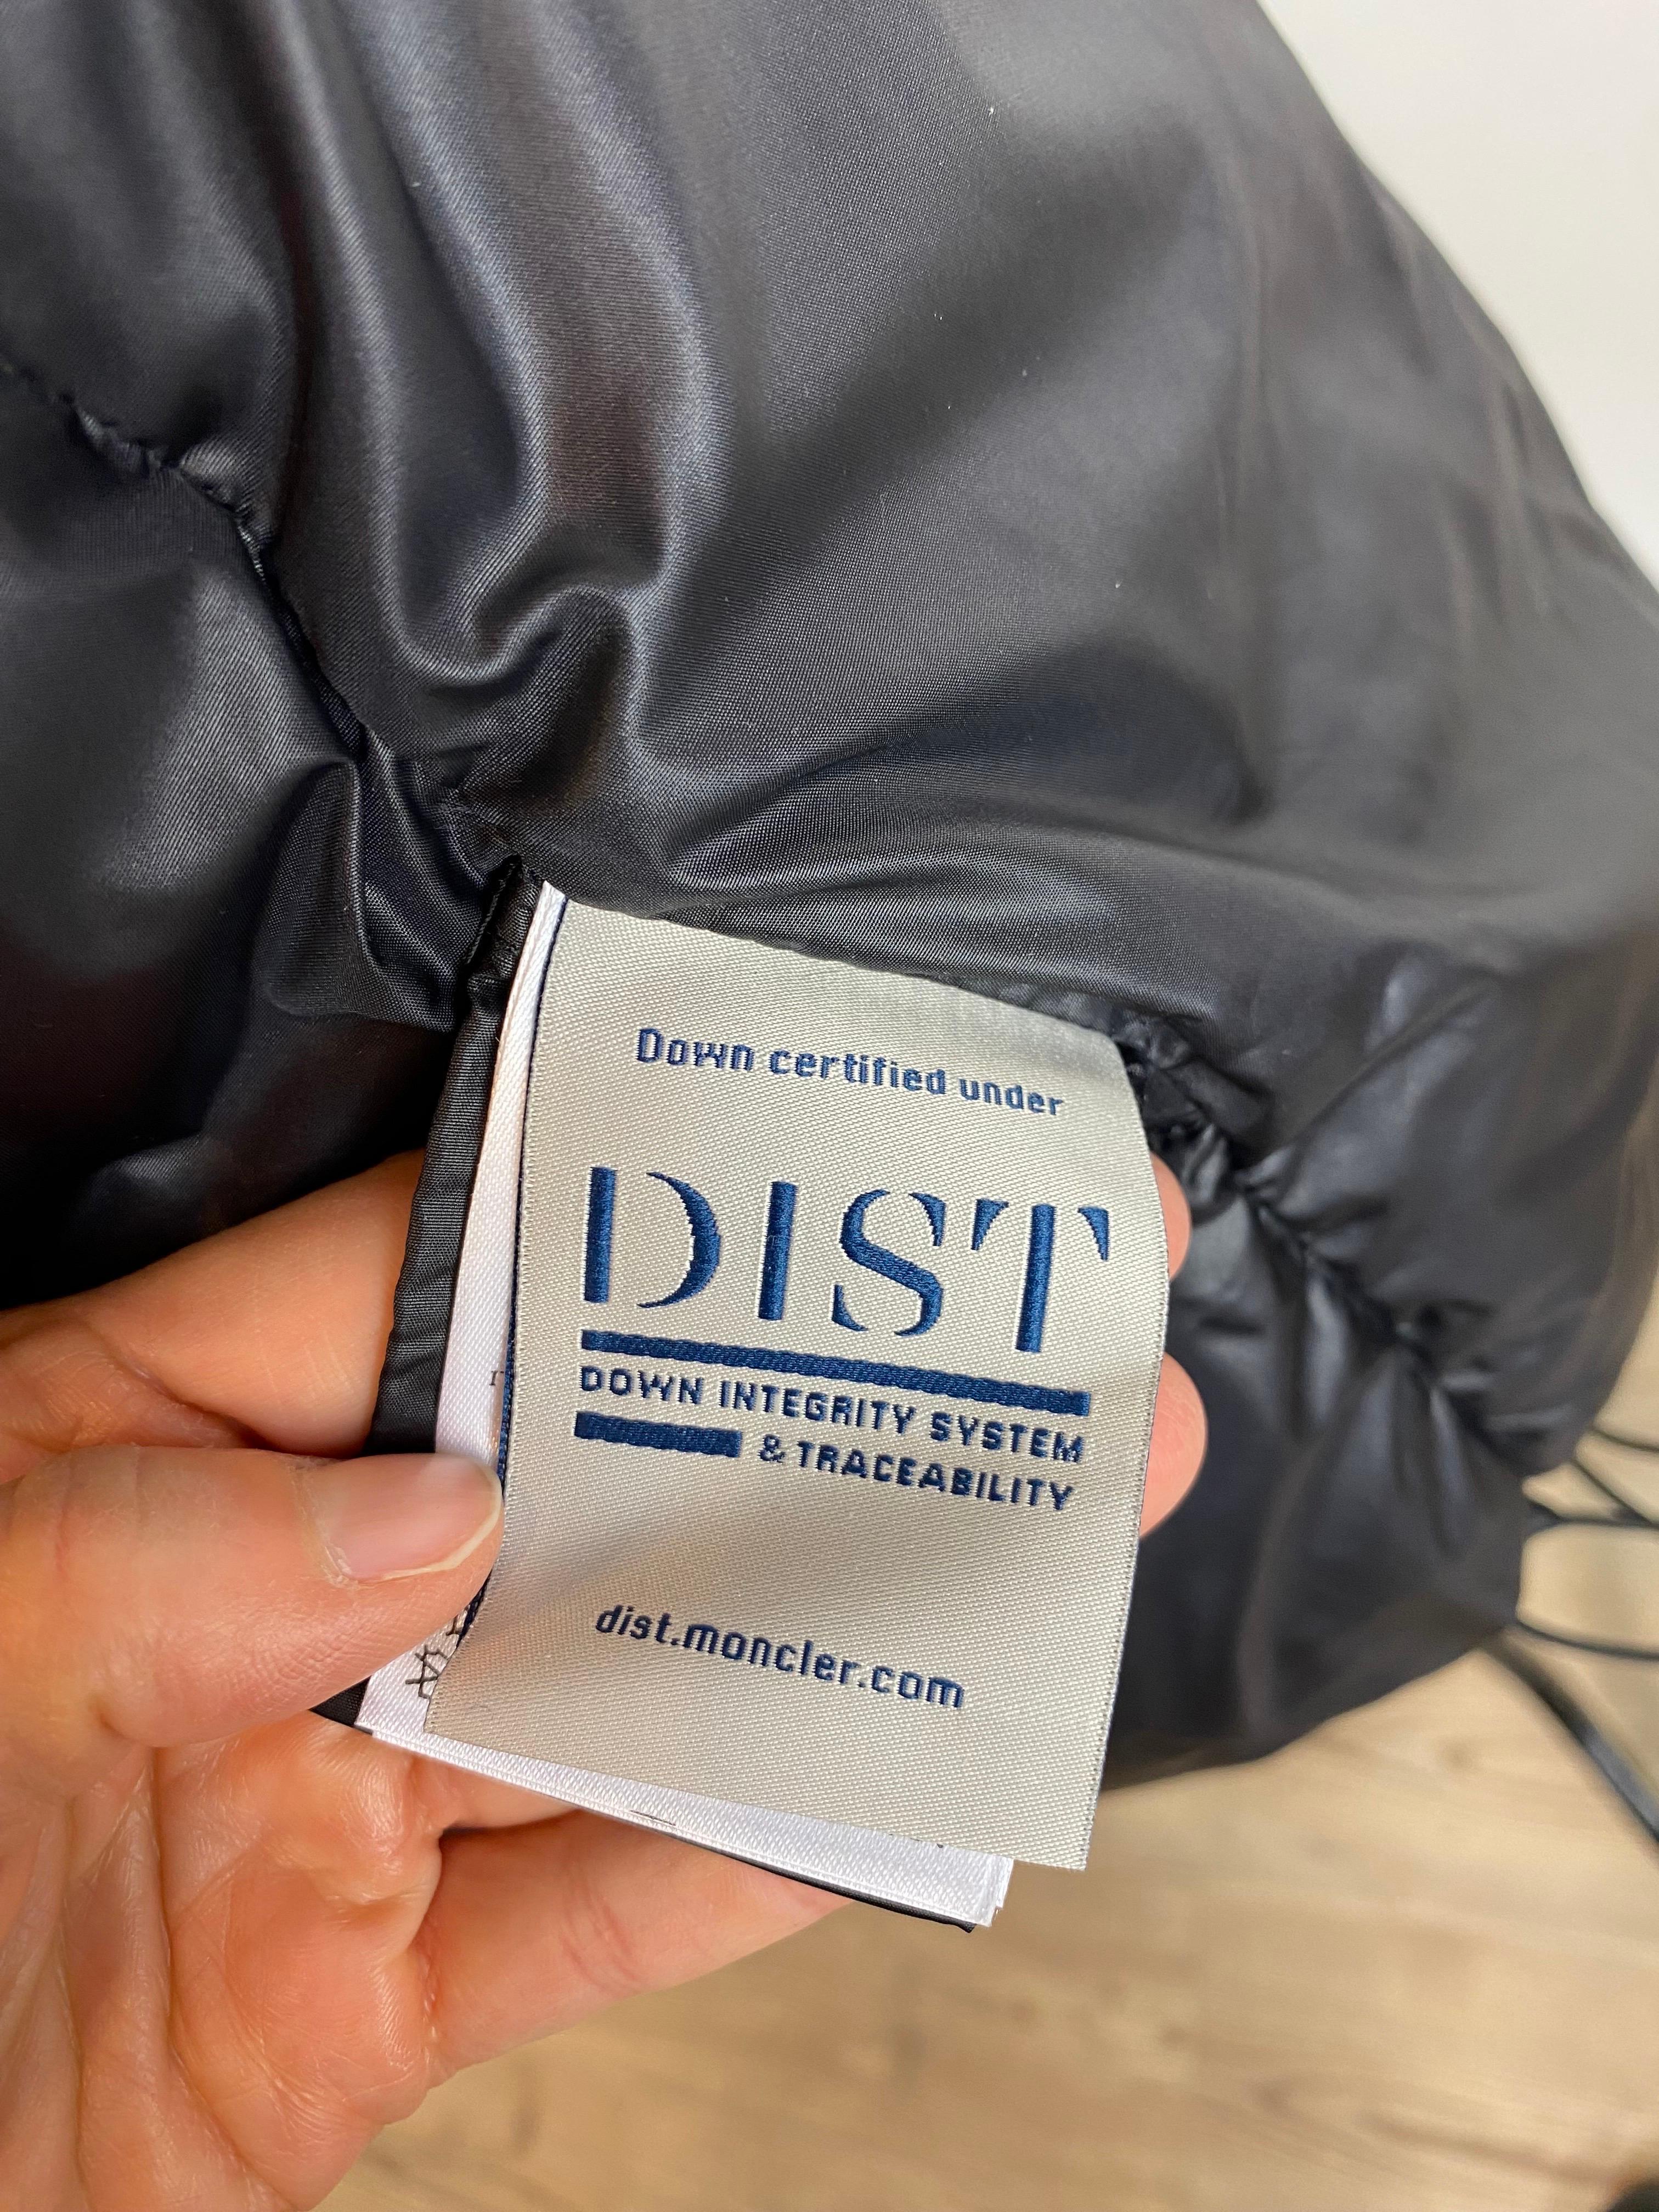 Down certified under
DIST
DOWN INTEGRITY SYSTEM
& TRACEABILITY
dist.moncler.com